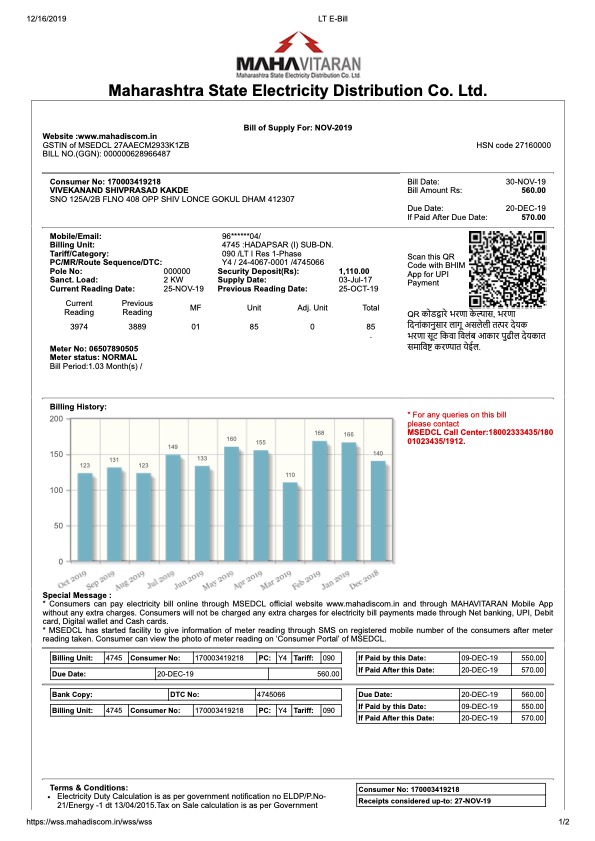 12/16/2019 LT E-Bill
MAHAVITARAN
Maharashtra State Electricity Distribution Co. Ltd.
Maharashtra State Electricity Distribution Co. Ltd.
Bill of Supply For: NOV-2019
Website :www.mahadiscom.in
GSTIN of MSEDCL 27AAECM2933K1ZB HSN code 27160000
BILL NO.(GGN): 000000628966487
Consumer No: 170003419218 Bill Date: 30-NOV-19
VIVEKANAND SHIVPRASAD KAKDE Bill Amount Rs: 560.00
SNO 125A/2B FLNO 408 OPP SHIV LONCE GOKUL DHAM 412307
Due Date: 20-DEC-19
If Paid After Due Date: 570.00
Mobile/Email: 96******04/
Billing Unit: 4745 :HADAPSAR (I) SUB-DN.
Tariff/Category: 090 /LT I Res 1-Phase
PC/MR/Route Sequence/DTC: Y4 / 24-4067-0001 /4745066
Pole No: 000000 Security Deposit(Rs): 1,110.00
Sanct. Load: 2 KW Supply Date: 03-Jul-17
Current Reading Date: 25-NOV-19 Previous Reading Date: 25-OCT-19
Scan this QR
Code with BHIM
App for UPI
Payment
QR कोडद्वारे भरणा केल्यास, भरणा
दिनांकानुसार लागू असलेली तत्पर देयक
भरणा सूट किंवा विलंब आकार पुढील देयकात
समाविष्ट करण्यात येईल.
Current Reading Previous Reading MF Unit Adj. Unit Total
3974 3889 01 85 0 85
.
Meter No: 06507890505
Meter status: NORMAL
Bill Period:1.03 Month(s) /
Billing History:
200
150
100
50
0
123 131 123 149 133 160 155 110 168 166 140
Oct 2019 Sep 2019 Aug 2019 Jul 2019 Jun 2019 May 2019 Apr 2019 Mar 2019 Feb 2019 Jan 2019 Dec 2018
* For any queries on this bill
please contact
MSEDCL Call Center:18002333435/180
01023435/1912.
Special Message :
* Consumers can pay electricity bill online through MSEDCL official website www.mahadiscom.in and through MAHAVITARAN Mobile App
without any extra charges. Consumers will not be charged any extra charges for electricity bill payments made through Net banking, UPI, Debit
card, Digital wallet and Cash cards.
* MSEDCL has started facility to give information of meter reading through SMS on registered mobile number of the consumers after meter
reading taken. Consumer can view the photo of meter reading on 'Consumer Portal' of MSEDCL.
Billing Unit: 4745 Consumer No: 170003419218 PC: Y4 Tariff: 090 If Paid by this Date: 09-DEC-19 550.00
Due Date: 20-DEC-19 560.00 If Paid After this Date: 20-DEC-19 570.00
Bank Copy: DTC No: 4745066 Due Date: 20-DEC-19 560.00
Billing Unit: 4745 Consumer No: 170003419218 PC: Y4 Tariff: 090 If Paid by this Date: 09-DEC-19 550.00
If Paid After this Date: 20-DEC-19 570.00
Terms & Conditions:
• Electricity Duty Calculation is as per government notification no ELDP/P.No-
21/Energy -1 dt 13/04/2015.Tax on Sale calculation is as per Government
Consumer No: 170003419218
Receipts considered up-to: 27-NOV-19
https://wss.mahadiscom.in/wss/wss 1/2